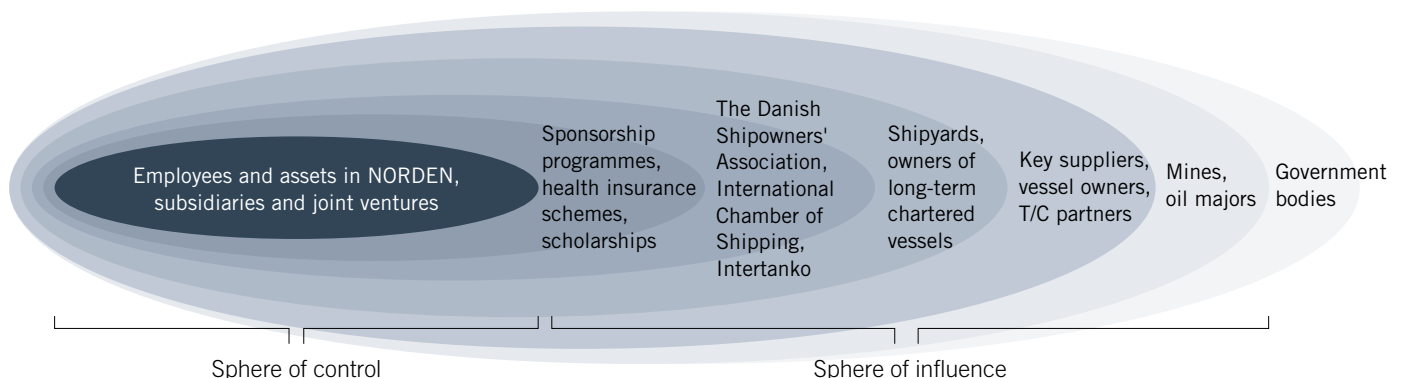 Employees and assets in NORDEN,
subsidiaries and joint ventures
Sponsorship
programmes,
health insurance
schemes,
scholarships
The Danish
Shipowners'
Association,
International
Chamber of
Shipping,
Intertanko
Shipyards,
owners of
long-term
chartered
vessels
Key suppliers,
vessel owners,
T/C partners
Mines,
oil majors
Government
bodies
Sphere of control
Sphere of influence